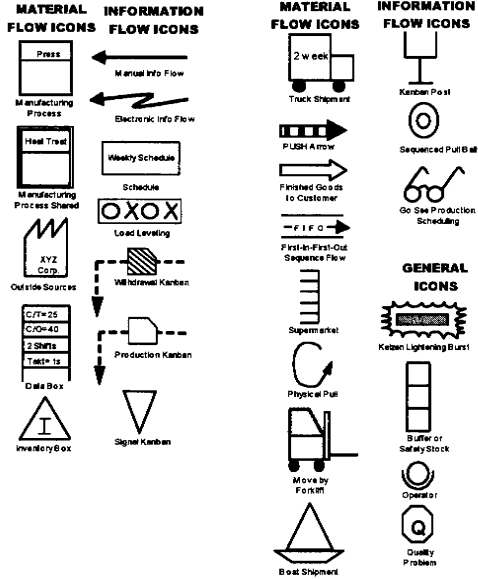 MATERIAL
FLOW ICONS
Press
Manufacturing
Process
Heat Treat
Manufacturing
Process Shared
XYZ
Corp.
Outside Sources
C/T= 25
C/O=40
2 Shifts
Takt= 1s
Data Box
I
Inventory Box
INFORMATION
FLOW ICONS
Manual Info Flow
Electronic Info Flow
Weekly Schedule
Schedule
OXOX
Load Leveling
Withdrawal Kanban
Production Kanban
Signal Kanban
MATERIAL
FLOW ICONS
2 week
Truck Shipment
PUSH Arrow
Finished Goods
to Customer
F I F O
First-In-First-Out
Sequence Flow
Supermarket
Physical Pull
Move by
Forklift
Boat Shipment
INFORMATION
FLOW ICONS
Kanban Post
Sequenced Pull Ball
Go See Production
Scheduling
GENERAL
ICONS
Kaizen Lightening Burst
Buffer or
Safety Stock
Operator
Q
Quality
Problem